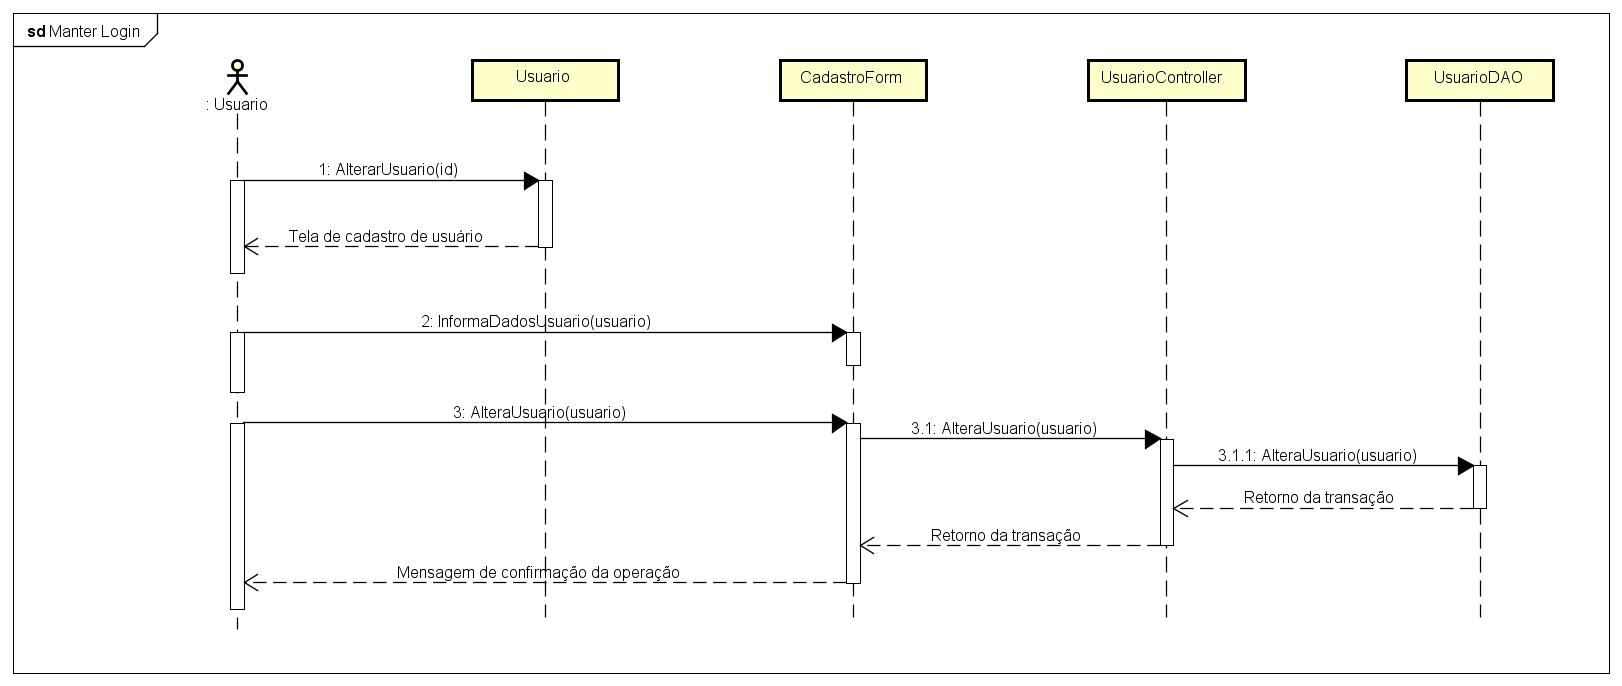 sd Manter Login
: Usuario
Usuario
CadastroForm
UsuarioController
UsuarioDAO
1: AlterarUsuario(id)
Tela de cadastro de usuário
2: InformaDadosUsuario(usuario)
3: AlteraUsuario(usuario)
3.1: AlteraUsuario(usuario)
3.1.1: AlteraUsuario(usuario)
Retorno da transação
Retorno da transação
Mensagem de confirmação da operação